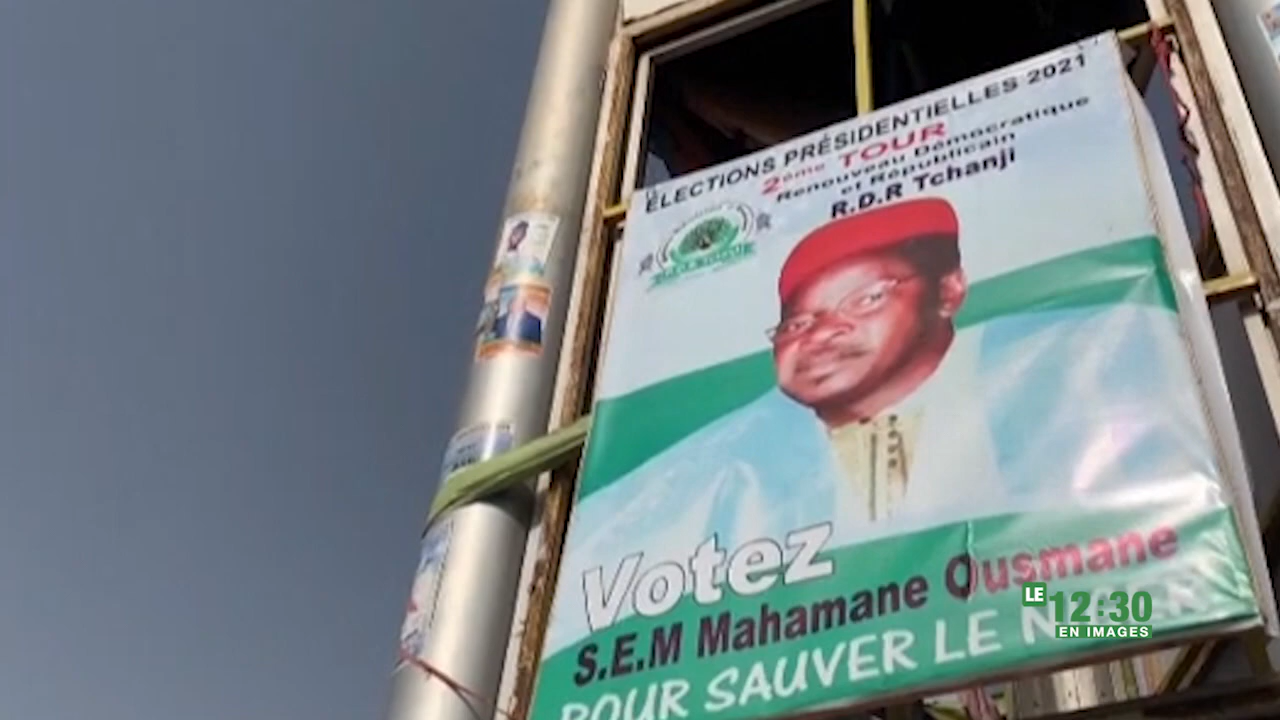 ÉLECTIONS PRÉSIDENTIELLES 2021
2ème TOUR
Renouveau Démocratique
et Républicain
R.D.R Tchanji
Votez
S.E.M Mahamane Ousmane
POUR SAUVER LE
LE
12:30
EN IMAGES